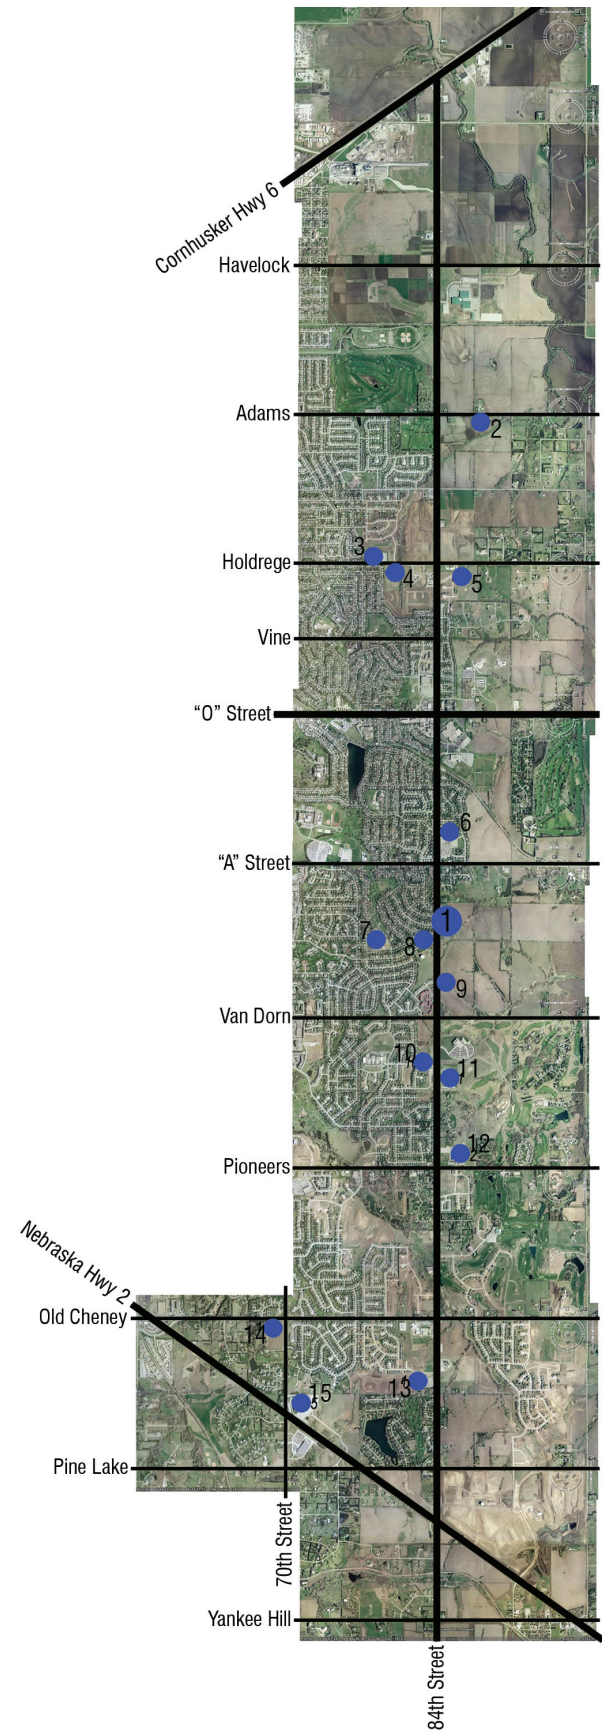 Cornhusker Hwy 6
Havelock
Adams
2
3
Holdrege
4
5
Vine
"O" Street
6
"A" Street
1
7
8
9
Van Dorn
10
11
12
Pioneers
Nebraska Hwy 2
Old Cheney
14
13
15
Pine Lake
70th Street
Yankee Hill
84th Street